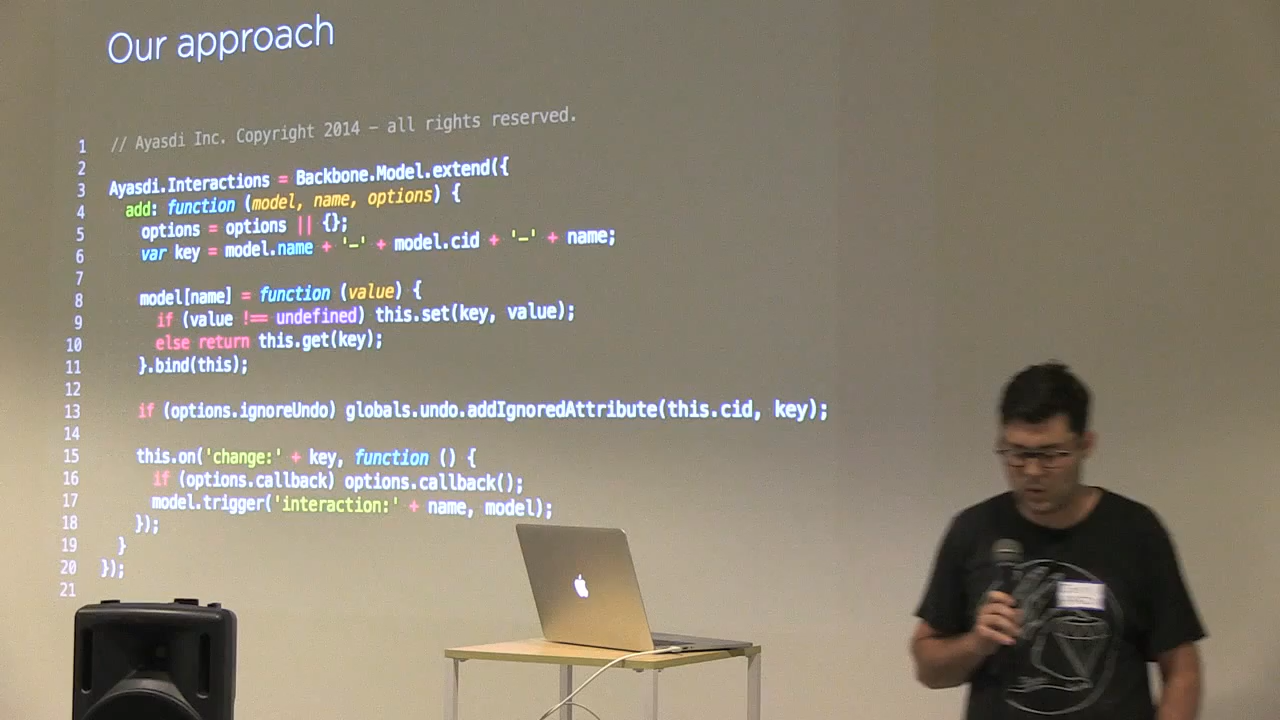 Our approach
1 // Ayasdi Inc. Copyright 2014 – all rights reserved.
2
3 Ayasdi.Interactions = Backbone.Model.extend({
4 add: function (model, name, options) {
5 options = options || {};
6 var key = model.name + '–' + model.cid + '–' + name;
7
8 model[name] = function (value) {
9 if (value !== undefined) this.set(key, value);
10 else return this.get(key);
11 }.bind(this);
12
13 if (options.ignoreUndo) globals.undo.addIgnoredAttribute(this.cid, key);
14
15 this.on('change:' + key, function () {
16 if (options.callback) options.callback();
17 model.trigger('interaction:' + name, model);
18 });
19 }
20 });
21